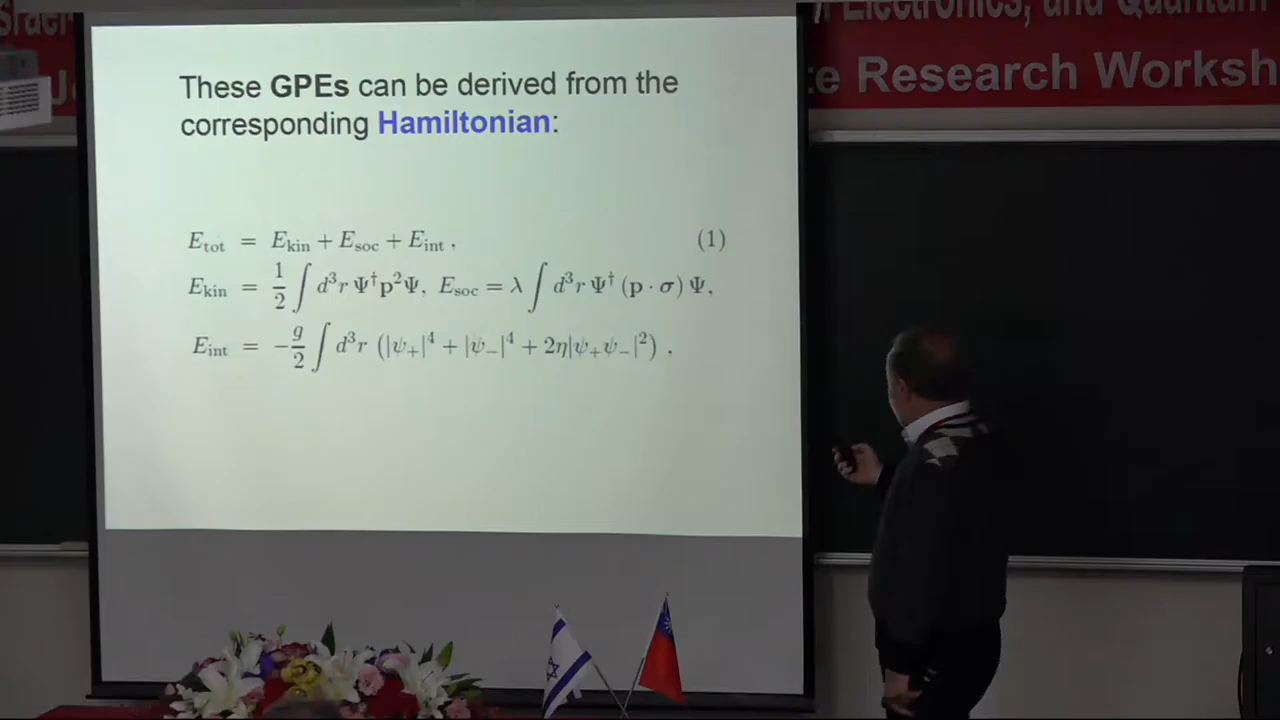 Electronics, and Quantum
Research Worksh
These GPEs can be derived from the
corresponding Hamiltonian:
E_tot = E_kin + E_soc + E_int , (1)
E_kin = 1/2 ∫ d³r Ψ†p²Ψ, E_soc = λ ∫ d³r Ψ† (p · σ) Ψ,
E_int = −g/2 ∫ d³r (|ψ₊|⁴ + |ψ₋|⁴ + 2η|ψ₊ψ₋|²) .